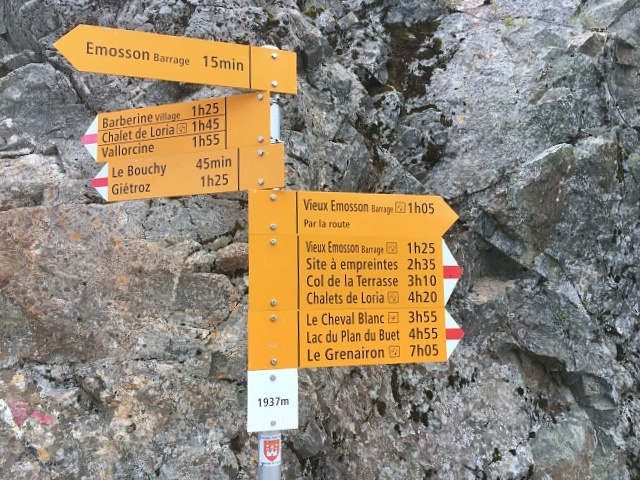 Emosson Barrage 15min
Barberine Village 1h25
Chalet de Loria 1h45
Vallorcine 1h55
Le Bouchy 45min
Giétroz 1h25
Vieux Emosson Barrage 1h05
Par la route
Vieux Emosson Barrage 1h25
Site à empreintes 2h35
Col de la Terrasse 3h10
Chalets de Loria 4h20
Le Cheval Blanc 3h55
Lac du Plan du Buet 4h55
Le Grenairon 7h05
1937m